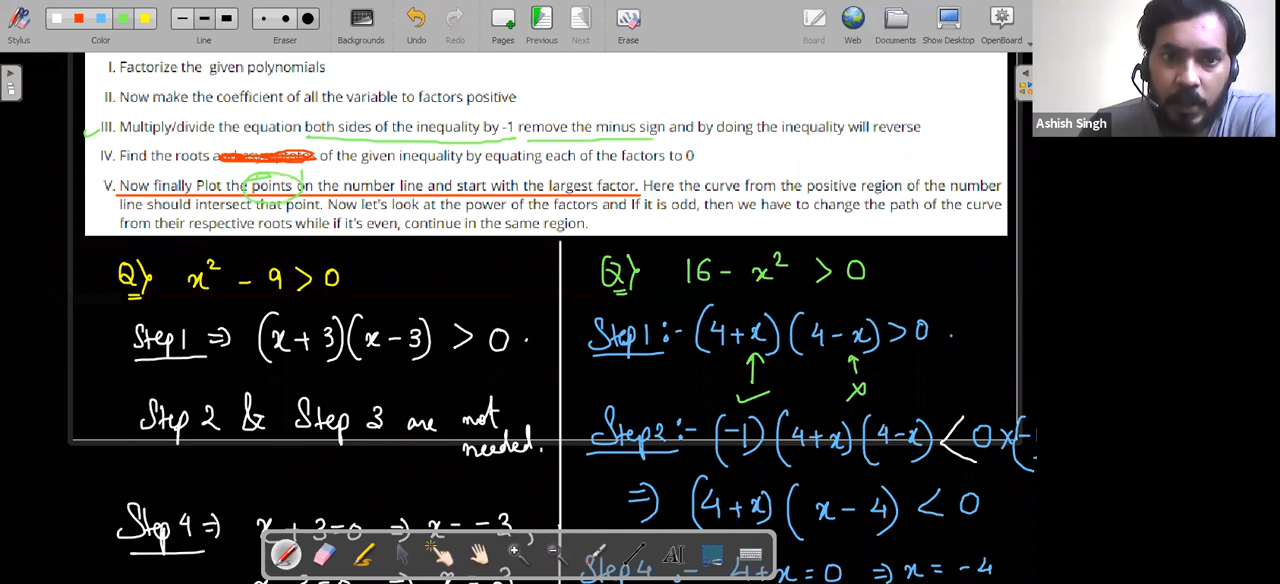 Stylus
Color
Line
Eraser
Backgrounds
Undo
Redo
Pages
Previous
Next
Erase
Board
Web
Documents
Show Desktop
OpenBoard
Ashish Singh
I. Factorize the given polynomials
II. Now make the coefficient of all the variable to factors positive
III. Multiply/divide the equation both sides of the inequality by -1 remove the minus sign and by doing the inequality will reverse
IV. Find the roots of the given inequality by equating each of the factors to 0
V. Now finally Plot the points on the number line and start with the largest factor. Here the curve from the positive region of the number
line should intersect that point. Now let's look at the power of the factors and If it is odd, then we have to change the path of the curve
from their respective roots while if it's even, continue in the same region.
Q) x² - 9 > 0
Step 1 ⇒ (x + 3)(x - 3) > 0.
Step 2 & Step 3 are not
needed.
Step 4 ⇒ x + 3 = 0 ⇒ x = -3,
Q) 16 - x² > 0
Step 1 :- (4 + x)(4 - x) > 0.
Step 2 :- (-1)(4 + x)(4 - x) < 0 x(-
⇒ (4 + x)(x - 4) < 0
Step 4 :- 4 + x = 0 ⇒ x = -4